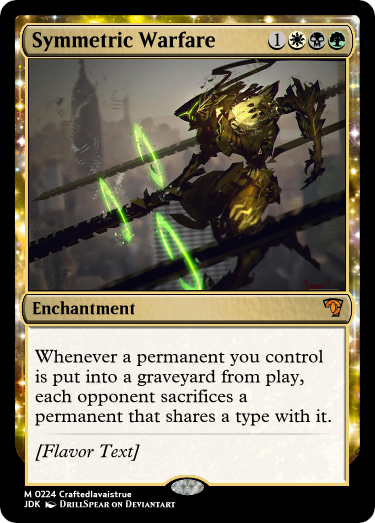 Symmetric Warfare 1
Enchantment
Whenever a permanent you control
is put into a graveyard from play,
each opponent sacrifices a
permanent that shares a type with it.
[Flavor Text]
M 0224 Craftedlavaistrue
JDK DrillSpear on Deviantart